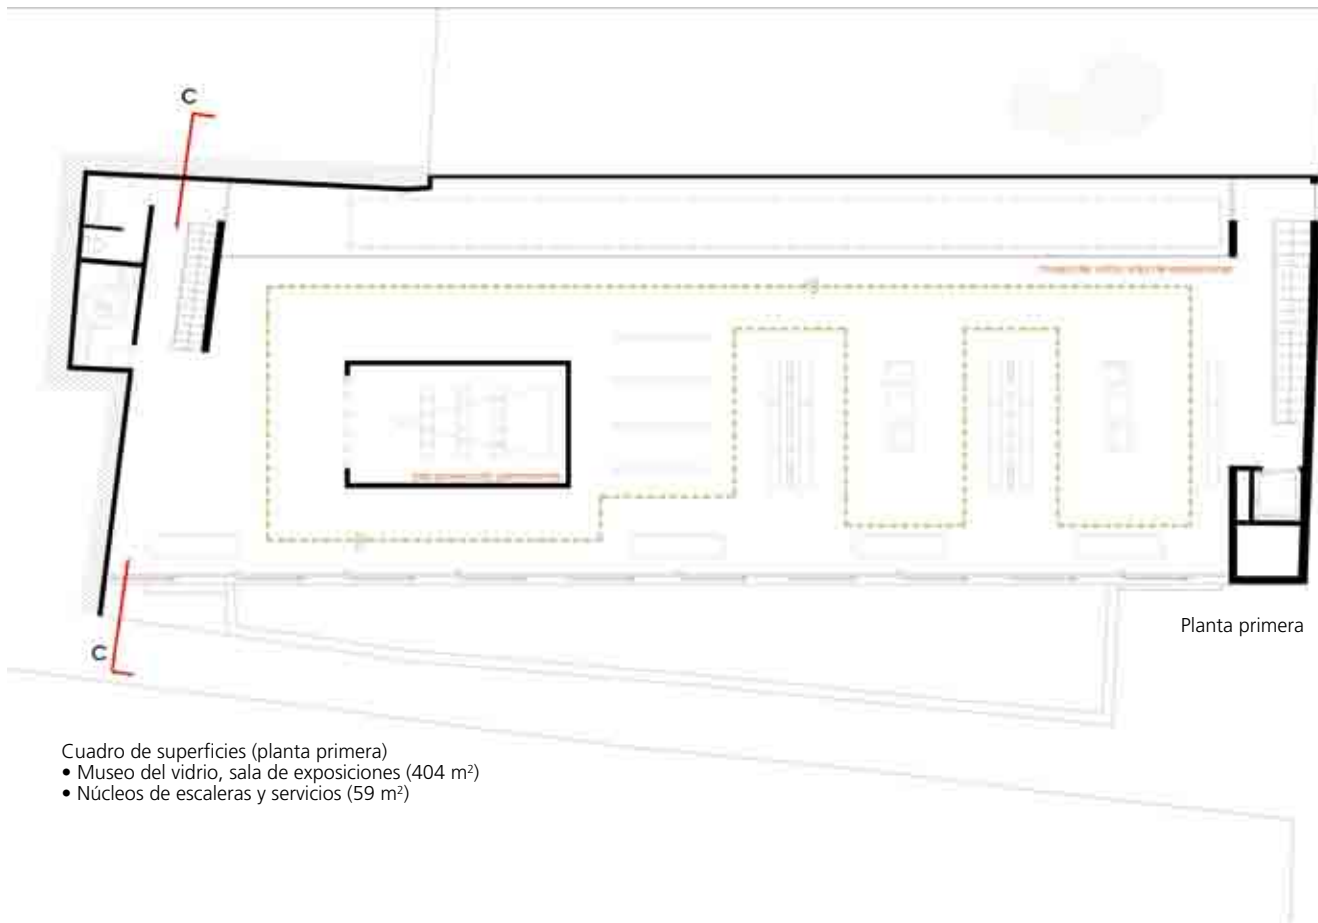 C
C
Planta primera
Cuadro de superficies (planta primera)
• Museo del vidrio, sala de exposiciones (404 m²)
• Núcleos de escaleras y servicios (59 m²)